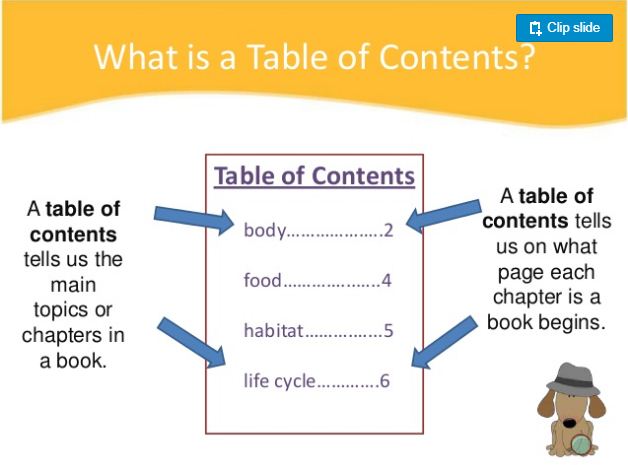 Clip slide
What is a Table of Contents?
Table of Contents
A table of
contents
tells us the
main
topics or
chapters in
a book.
body..................2
food..................4
habitat...............5
life cycle............6
A table of
contents tells
us on what
page each
chapter is a
book begins.